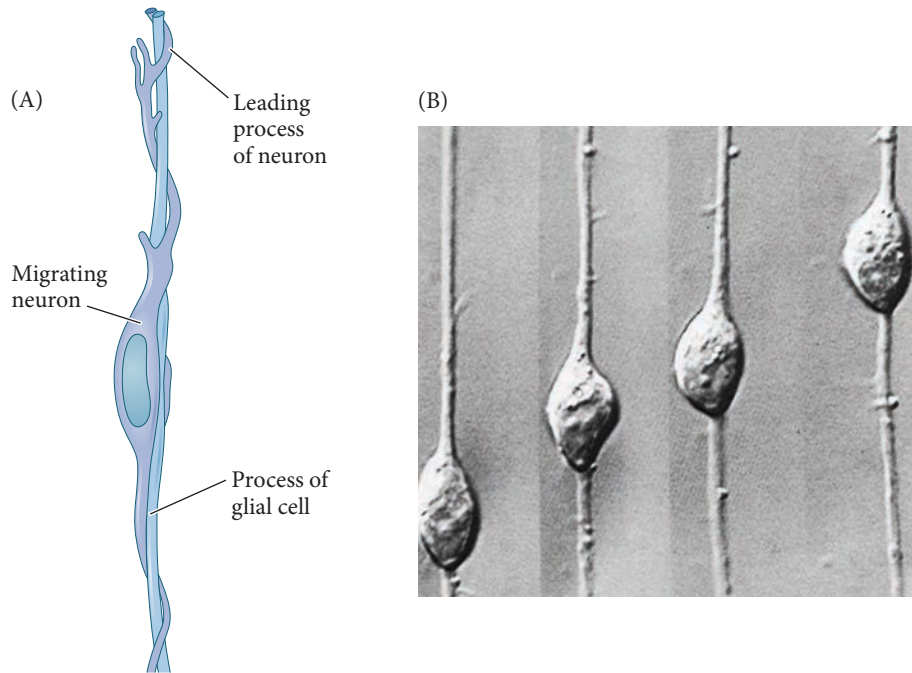 (A)
Leading
process
of neuron
Migrating
neuron
Process of
glial cell
(B)